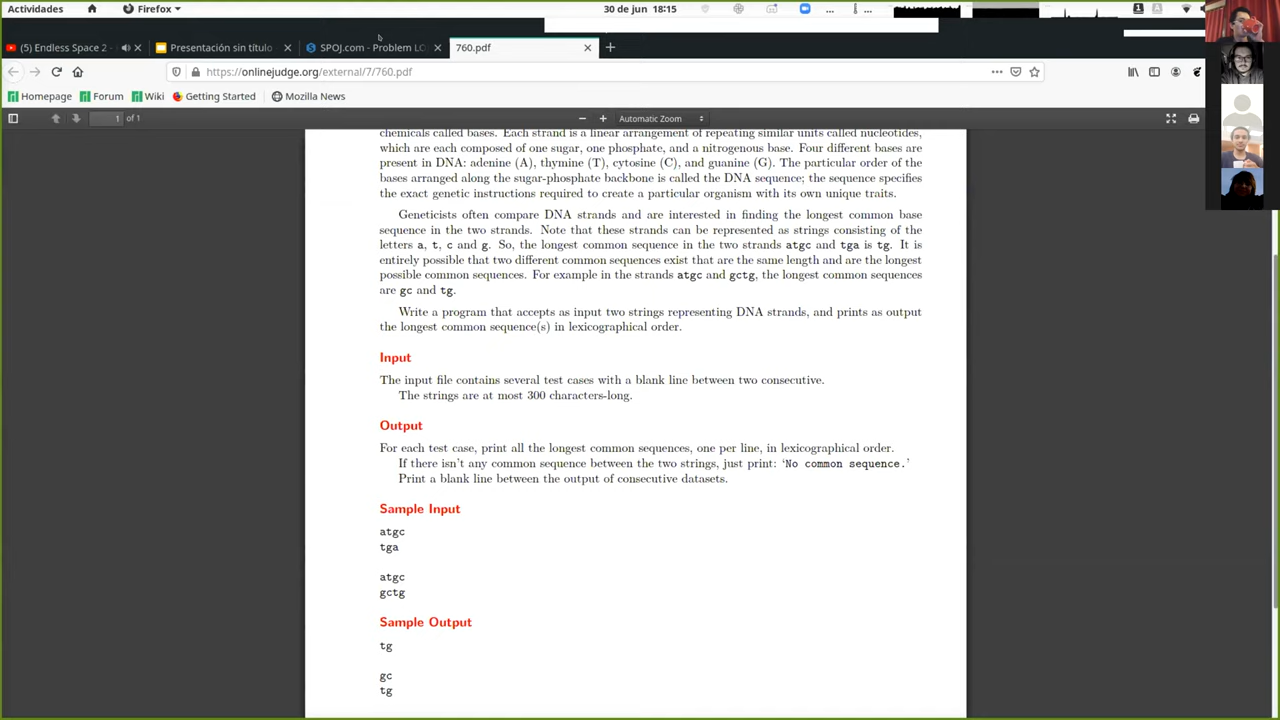 Actividades
Firefox
30 de jun 18:15
...
...
1
A
(5) Endless Space 2 -
Presentación sin título
SPOJ.com - Problem LO
760.pdf
https://onlinejudge.org/external/7/760.pdf
Homepage
Forum
Wiki
Getting Started
Mozilla News
1 of 1
Automatic Zoom
chemicals called bases. Each strand is a linear arrangement of repeating similar units called nucleotides,
which are each composed of one sugar, one phosphate, and a nitrogenous base. Four different bases are
present in DNA: adenine (A), thymine (T), cytosine (C), and guanine (G). The particular order of the
bases arranged along the sugar-phosphate backbone is called the DNA sequence; the sequence specifies
the exact genetic instructions required to create a particular organism with its own unique traits.
Geneticists often compare DNA strands and are interested in finding the longest common base
sequence in the two strands. Note that these strands can be represented as strings consisting of the
letters a, t, c and g. So, the longest common sequence in the two strands atgc and tga is tg. It is
entirely possible that two different common sequences exist that are the same length and are the longest
possible common sequences. For example in the strands atgc and gctg, the longest common sequences
are gc and tg.
Write a program that accepts as input two strings representing DNA strands, and prints as output
the longest common sequence(s) in lexicographical order.
Input
The input file contains several test cases with a blank line between two consecutive.
The strings are at most 300 characters-long.
Output
For each test case, print all the longest common sequences, one per line, in lexicographical order.
If there isn't any common sequence between the two strings, just print: ‘No common sequence.’
Print a blank line between the output of consecutive datasets.
Sample Input
atgc
tga
atgc
gctg
Sample Output
tg
gc
tg